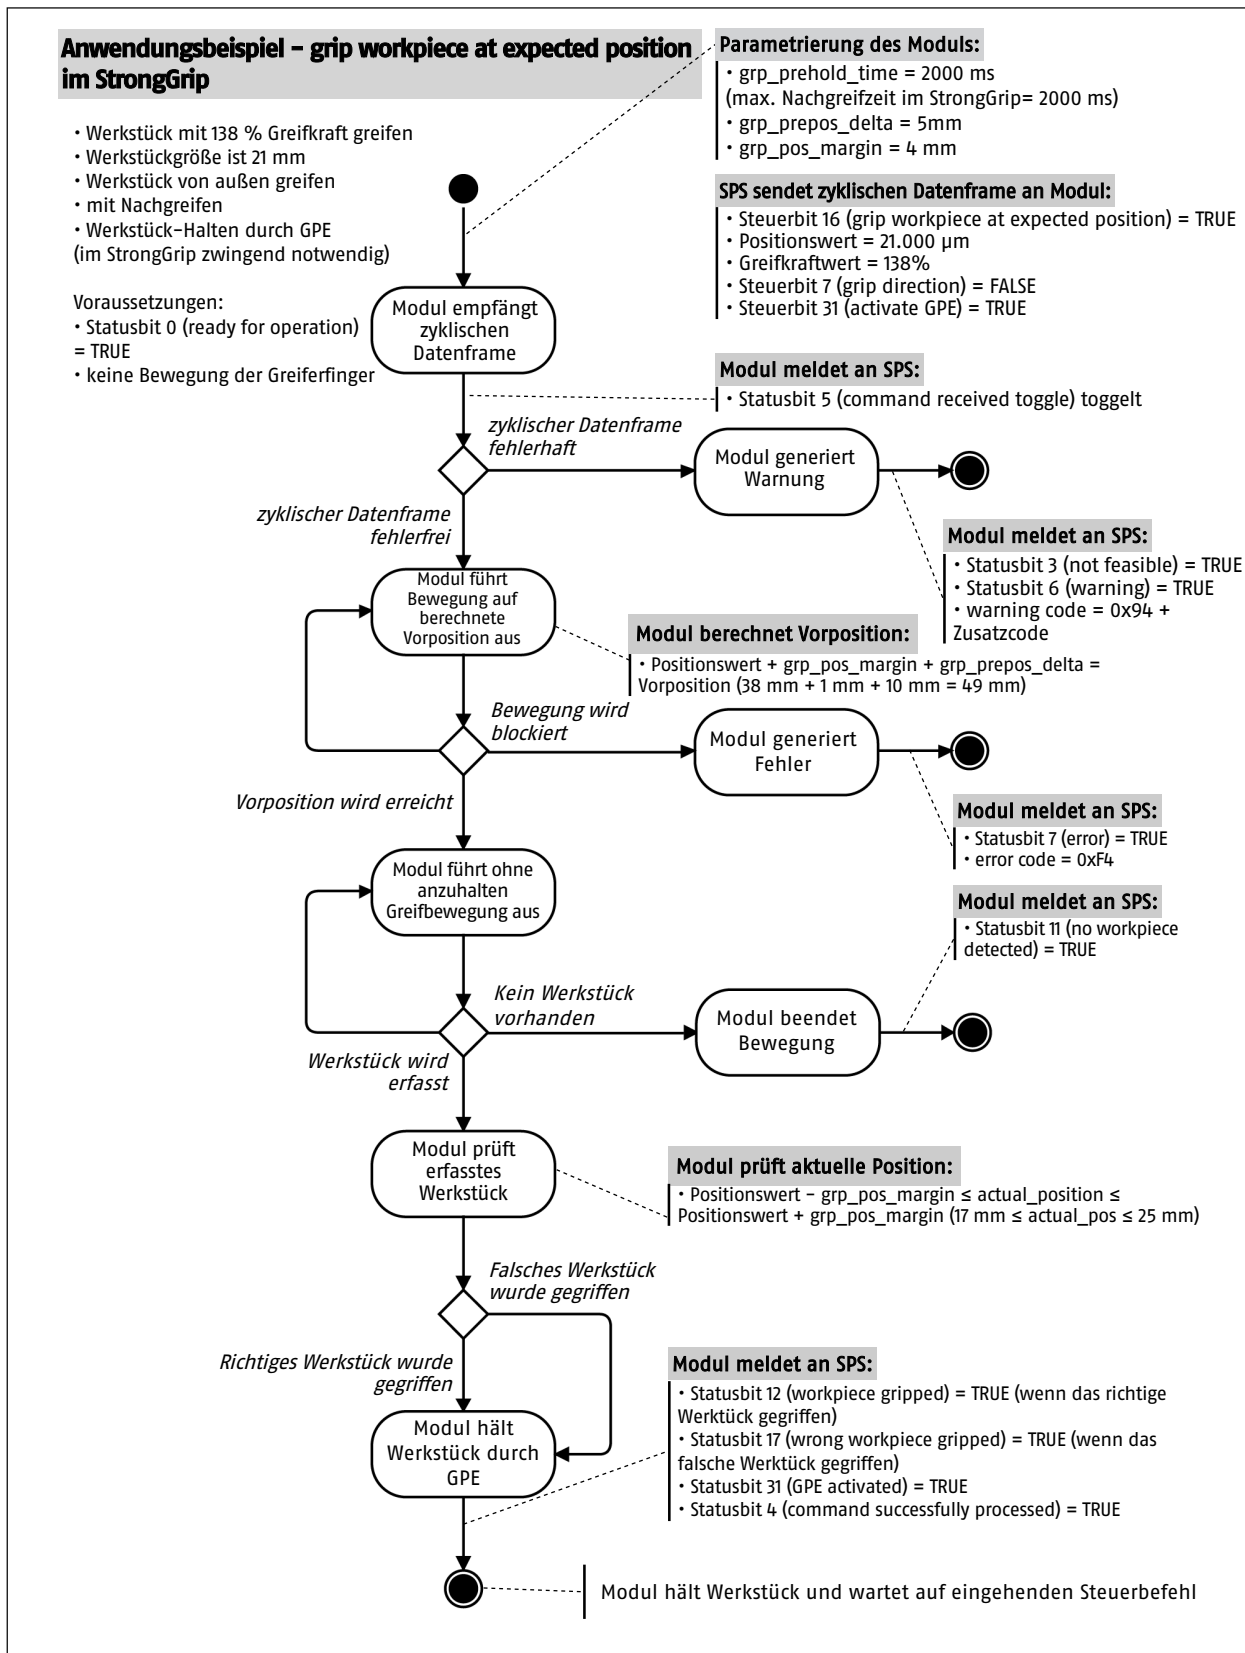 Anwendungsbeispiel – grip workpiece at expected position
im StrongGrip
• Werkstück mit 138 % Greifkraft greifen
• Werkstückgröße ist 21 mm
• Werkstück von außen greifen
• mit Nachgreifen
• Werkstück-Halten durch GPE
(im StrongGrip zwingend notwendig)
Voraussetzungen:
• Statusbit 0 (ready for operation)
= TRUE
• keine Bewegung der Greiferfinger
Parametrierung des Moduls:
• grp_prehold_time = 2000 ms
(max. Nachgreifzeit im StrongGrip= 2000 ms)
• grp_prepos_delta = 5mm
• grp_pos_margin = 4 mm
SPS sendet zyklischen Datenframe an Modul:
• Steuerbit 16 (grip workpiece at expected position) = TRUE
• Positionswert = 21.000 µm
• Greifkraftwert = 138%
• Steuerbit 7 (grip direction) = FALSE
• Steuerbit 31 (activate GPE) = TRUE
Modul empfängt
zyklischen
Datenframe
Modul meldet an SPS:
• Statusbit 5 (command received toggle) toggelt
zyklischer Datenframe
fehlerhaft
Modul generiert
Warnung
zyklischer Datenframe
fehlerfrei
Modul meldet an SPS:
• Statusbit 3 (not feasible) = TRUE
• Statusbit 6 (warning) = TRUE
• warning code = 0x94 +
Zusatzcode
Modul führt
Bewegung auf
berechnete
Vorposition aus
Modul berechnet Vorposition:
• Positionswert + grp_pos_margin + grp_prepos_delta =
Vorposition (38 mm + 1 mm + 10 mm = 49 mm)
Bewegung wird
blockiert
Modul generiert
Fehler
Vorposition wird erreicht
Modul meldet an SPS:
• Statusbit 7 (error) = TRUE
• error code = 0xF4
Modul führt ohne
anzuhalten
Greifbewegung aus
Modul meldet an SPS:
• Statusbit 11 (no workpiece
detected) = TRUE
Kein Werkstück
vorhanden
Modul beendet
Bewegung
Werkstück wird
erfasst
Modul prüft
erfasstes
Werkstück
Modul prüft aktuelle Position:
• Positionswert - grp_pos_margin ≤ actual_position ≤
Positionswert + grp_pos_margin (17 mm ≤ actual_pos ≤ 25 mm)
Falsches Werkstück
wurde gegriffen
Richtiges Werkstück wurde
gegriffen
Modul hält
Werkstück durch
GPE
Modul meldet an SPS:
• Statusbit 12 (workpiece gripped) = TRUE (wenn das richtige
Werktück gegriffen)
• Statusbit 17 (wrong workpiece gripped) = TRUE (wenn das
falsche Werktück gegriffen)
• Statusbit 31 (GPE activated) = TRUE
• Statusbit 4 (command successfully processed) = TRUE
Modul hält Werkstück und wartet auf eingehenden Steuerbefehl